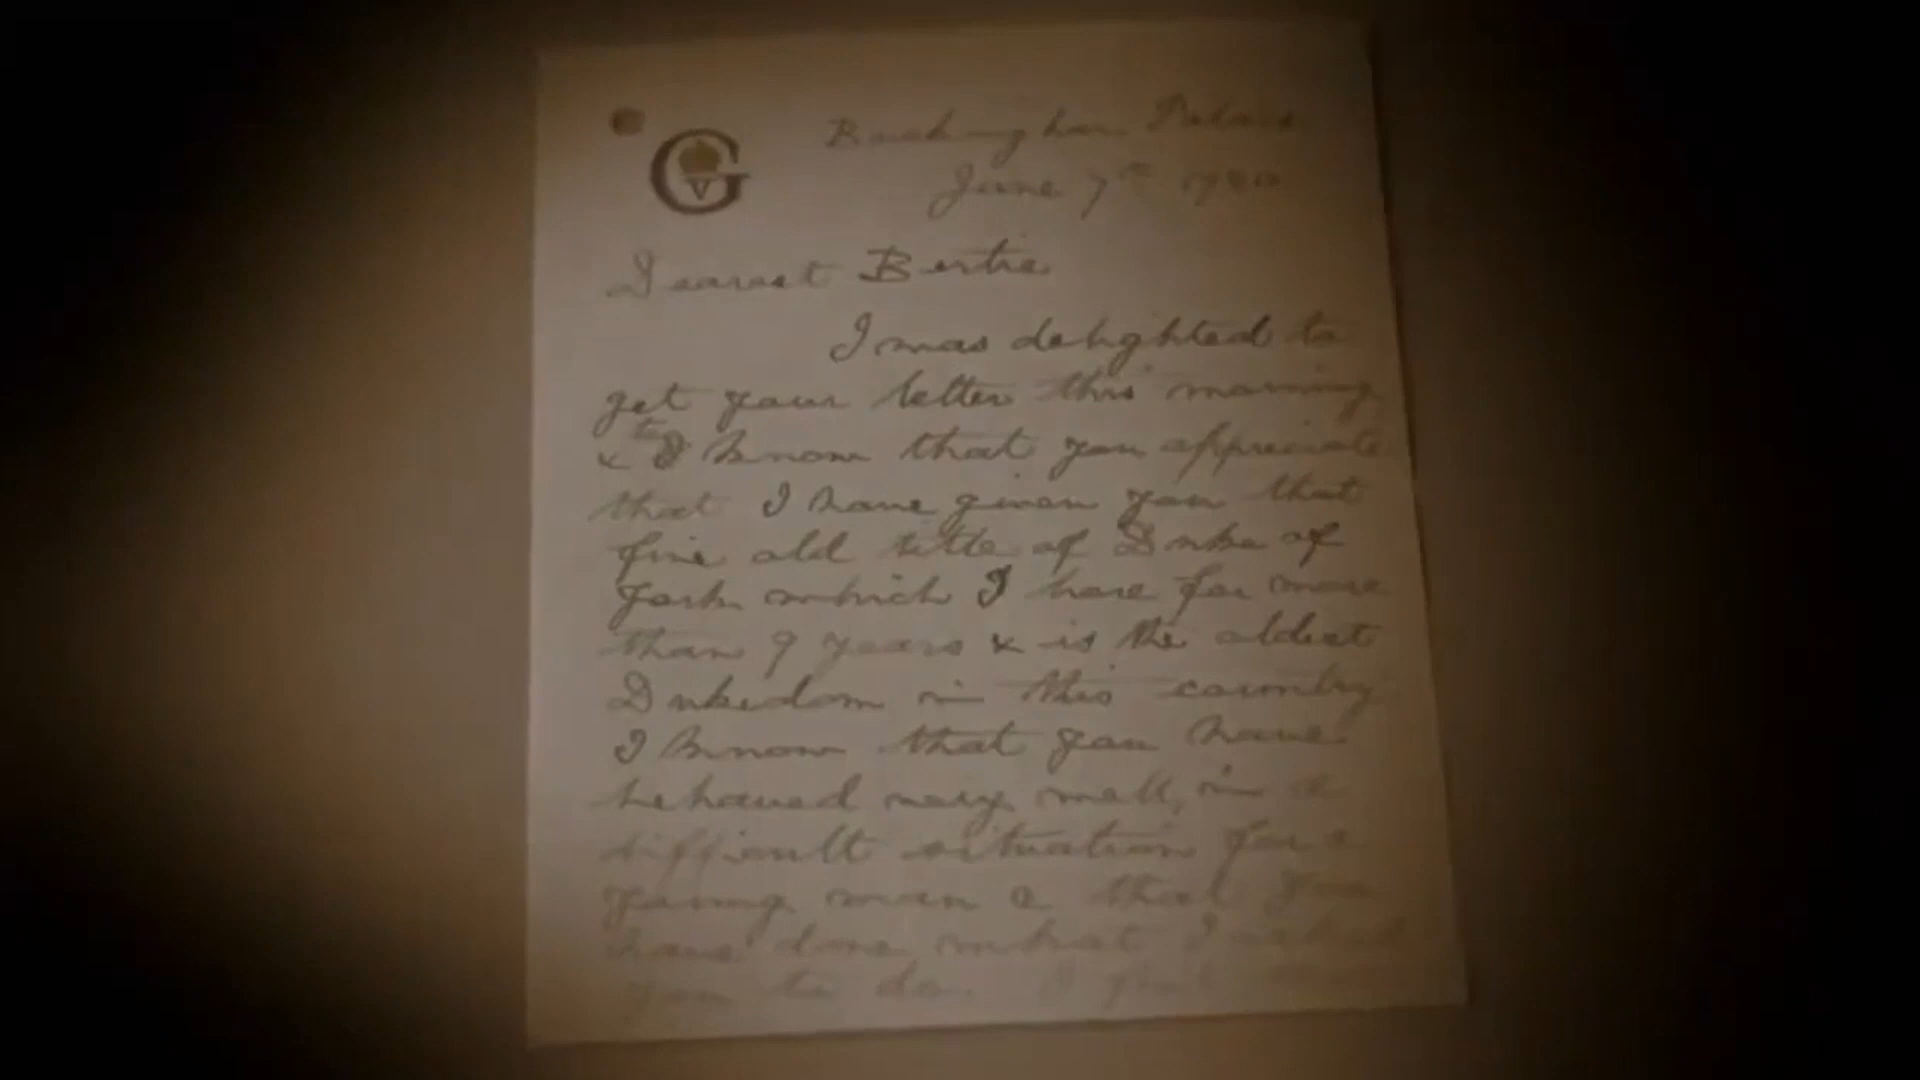 GV
Buckingham Palace
June 7th 1920
Dearest Bertie
I was delighted to
get your letter this morning
& to know that you appreciate
that I have given you that
fine old title of Duke of
York which I bore for more
than 9 years & is the oldest
Dukedom in this country
I know that you have
behaved very well, in a
difficult situation for a
young man & that you
have done what I asked
you to do. I